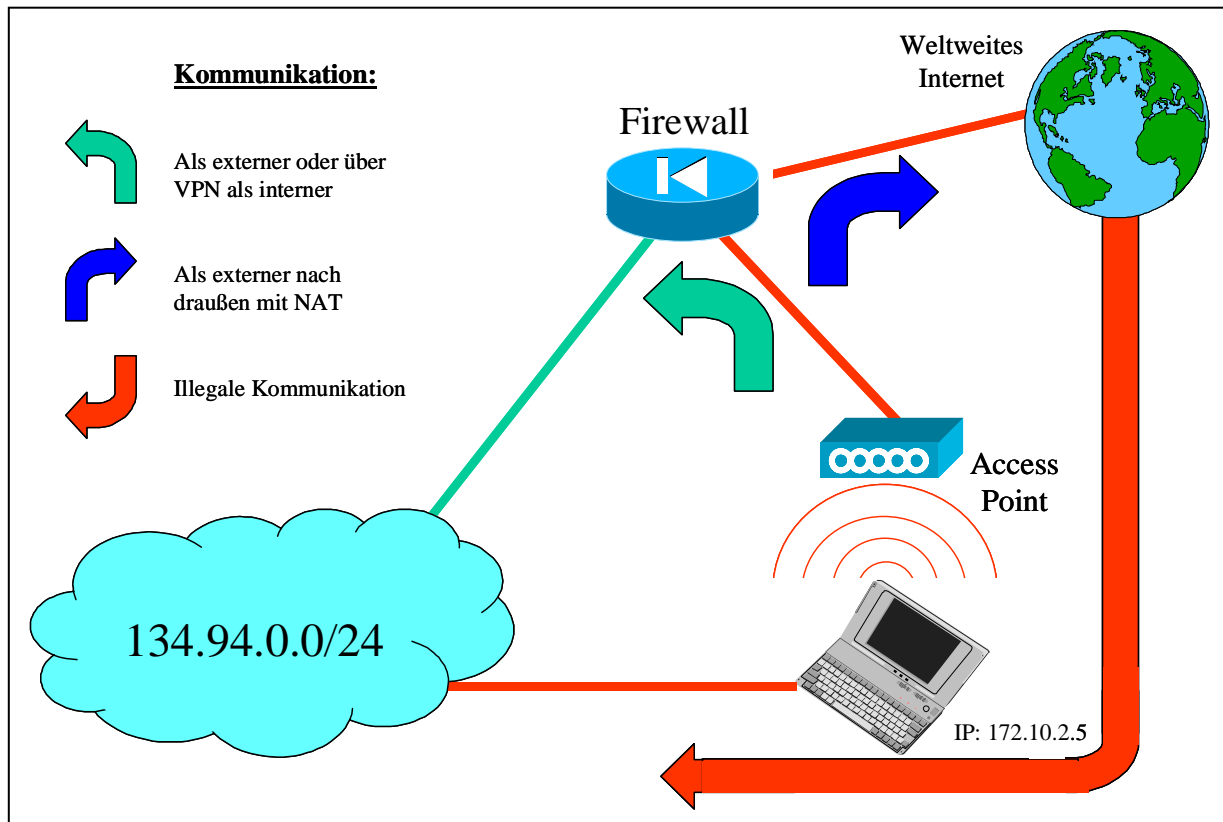 Kommunikation:
Als externer oder über
VPN als interner
Als externer nach
draußen mit NAT
Illegale Kommunikation
Weltweites
Internet
Firewall
Access
Point
134.94.0.0/24
IP: 172.10.2.5